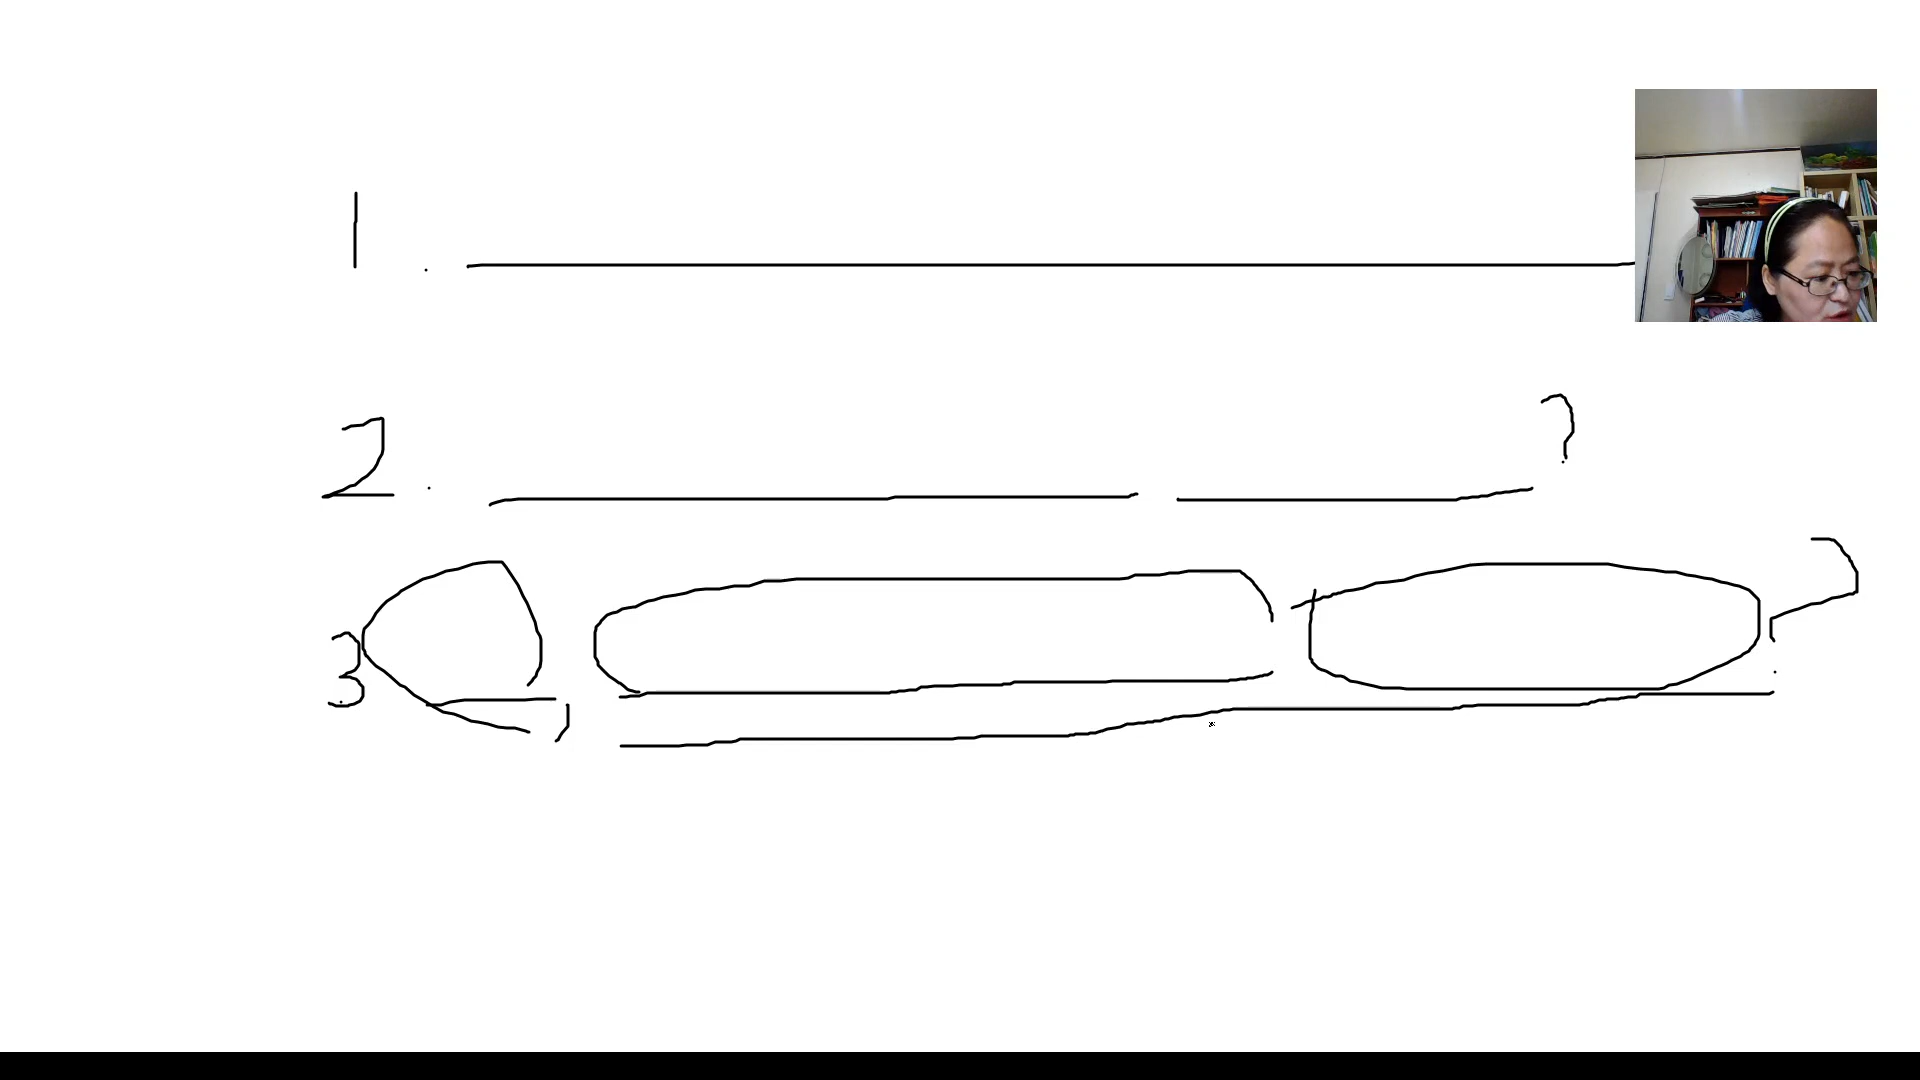 1. 
2. ?
3. , ?